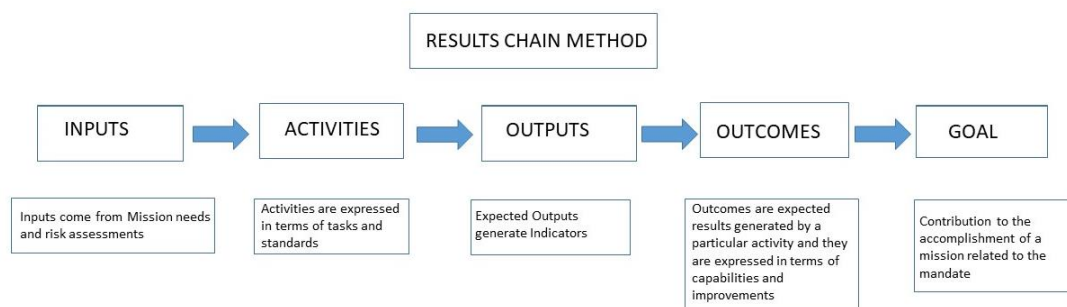 RESULTS CHAIN METHOD
INPUTS
ACTIVITIES
OUTPUTS
OUTCOMES
GOAL
Inputs come from Mission needs
and risk assessments
Activities are expressed
in terms of tasks and
standards
Expected Outputs
generate Indicators
Outcomes are expected
results generated by a
particular activity and they
are expressed in terms of
capabilities and
improvements
Contribution to the
accomplishment of a
mission related to the
mandate